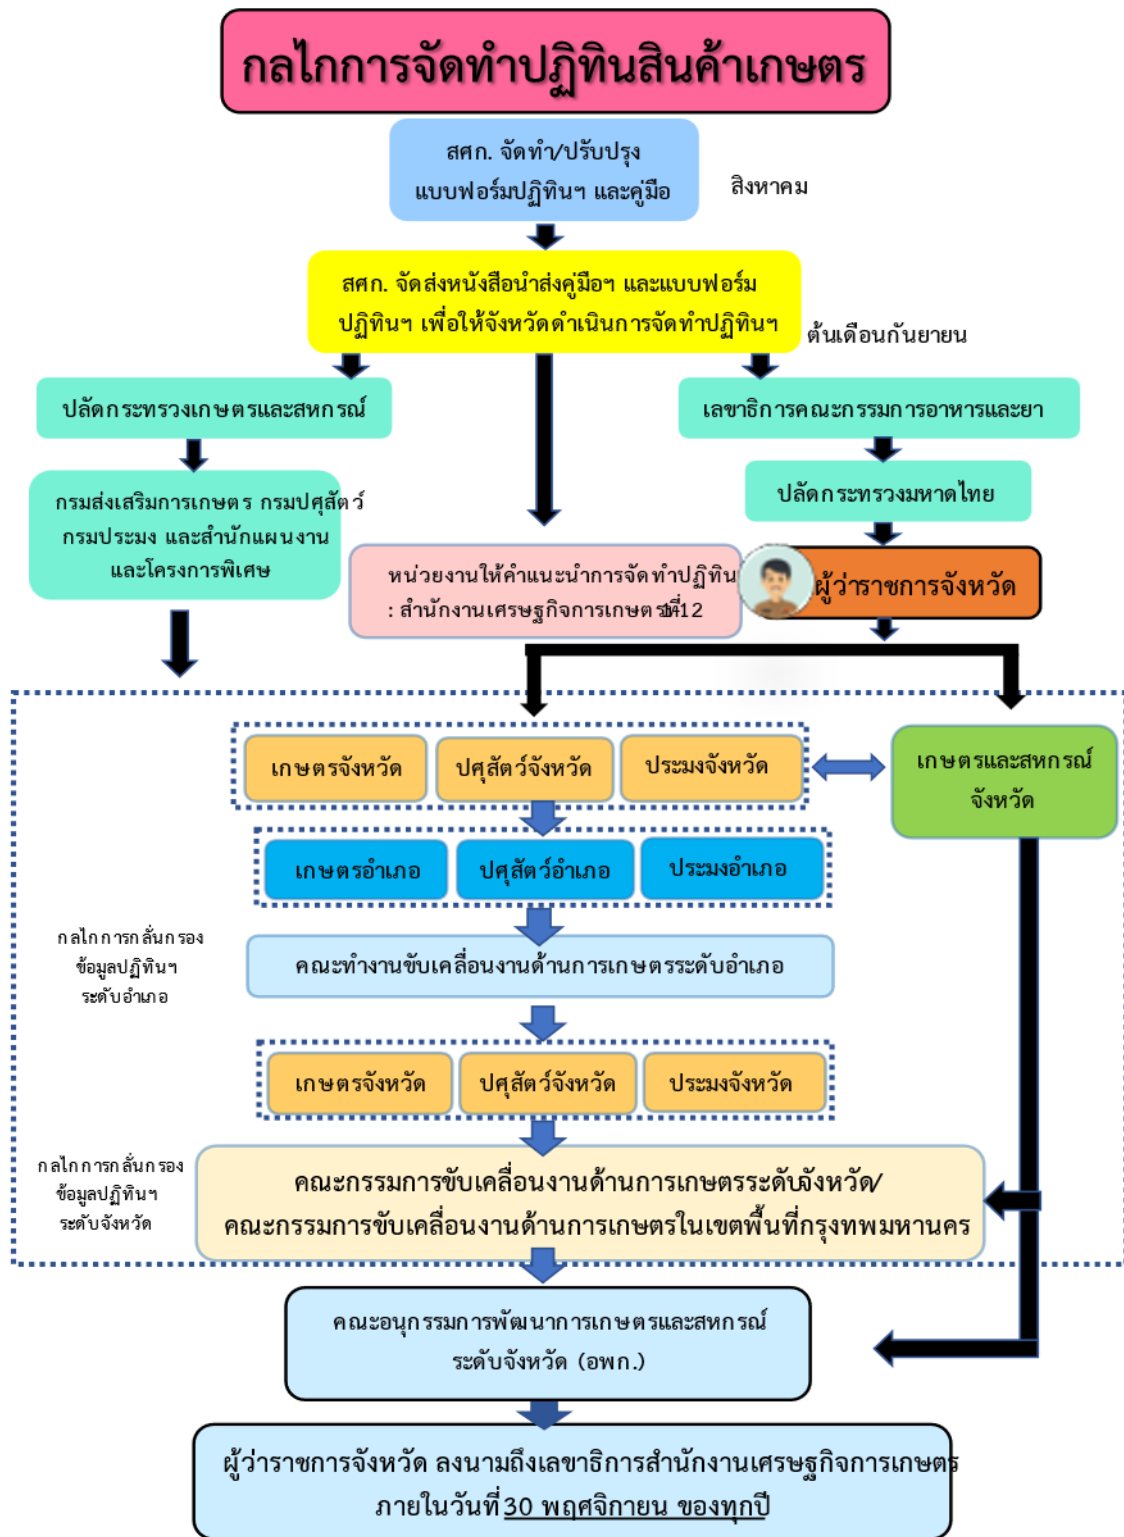 กลไกการจัดทำปฏิทินสินค้าเกษตร
สศก. จัดทำ/ปรับปรุง
แบบฟอร์มปฏิทินฯ และคู่มือ
สิงหาคม
สศก. จัดส่งหนังสือนำส่งคู่มือฯ และแบบฟอร์ม
ปฏิทินฯ เพื่อให้จังหวัดดำเนินการจัดทำปฏิทินฯ
ต้นเดือนกันยายน
ปลัดกระทรวงเกษตรและสหกรณ์
เลขาธิการคณะกรรมการอาหารและยา
กรมส่งเสริมการเกษตร กรมปศุสัตว์
กรมประมง และสำนักแผนงาน
และโครงการพิเศษ
ปลัดกระทรวงมหาดไทย
หน่วยงานให้คำแนะนำการจัดทำปฏิทิน
: สำนักงานเศรษฐกิจการเกษตรที่
ผู้ว่าราชการจังหวัด
เกษตรจังหวัด
ปศุสัตว์จังหวัด
ประมงจังหวัด
เกษตรและสหกรณ์
จังหวัด
เกษตรอำเภอ
ปศุสัตว์อำเภอ
ประมงอำเภอ
กลไกการกลั่นกรอง
ข้อมูลปฏิทินฯ
ระดับอำเภอ
คณะทำงานขับเคลื่อนงานด้านการเกษตรระดับอำเภอ
เกษตรจังหวัด
ปศุสัตว์จังหวัด
ประมงจังหวัด
กลไกการกลั่นกรอง
ข้อมูลปฏิทินฯ
ระดับจังหวัด
คณะกรรมการขับเคลื่อนงานด้านการเกษตรระดับจังหวัด/
คณะกรรมการขับเคลื่อนงานด้านการเกษตรในเขตพื้นที่กรุงเทพมหานคร
คณะอนุกรรมการพัฒนาการเกษตรและสหกรณ์
ระดับจังหวัด (อพก.)
ผู้ว่าราชการจังหวัด ลงนามถึงเลขาธิการสำนักงานเศรษฐกิจการเกษตร
ภายในวันที่ 30 พฤศจิกายน ของทุกปี